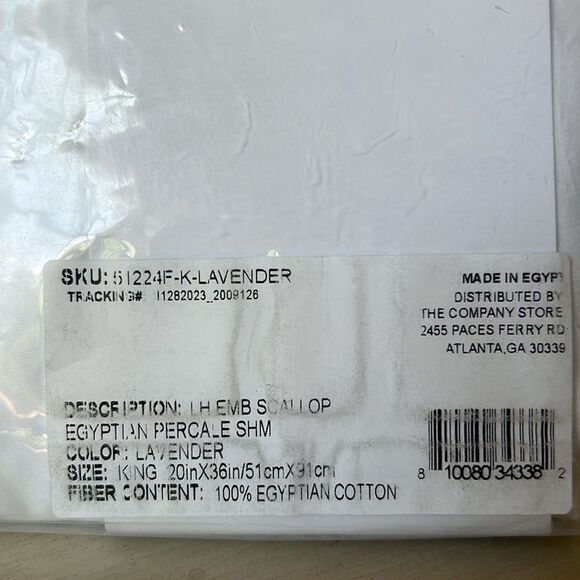 SKU: 51224F-K-LAVENDER
TRACKING# I1282023_2009126
MADE IN EGYPT
DISTRIBUTED BY
THE COMPANY STORE
2455 PACES FERRY RD
ATLANTA,GA 30339
DESCRIPTION: LH EMB SCALLOP
EGYPTIAN PERCALE SHM
COLOR: LAVENDER
SIZE: KING 20inX36in/51cmX91cm
FIBER CONTENT: 100% EGYPTIAN COTTON
8 10080 34338 2